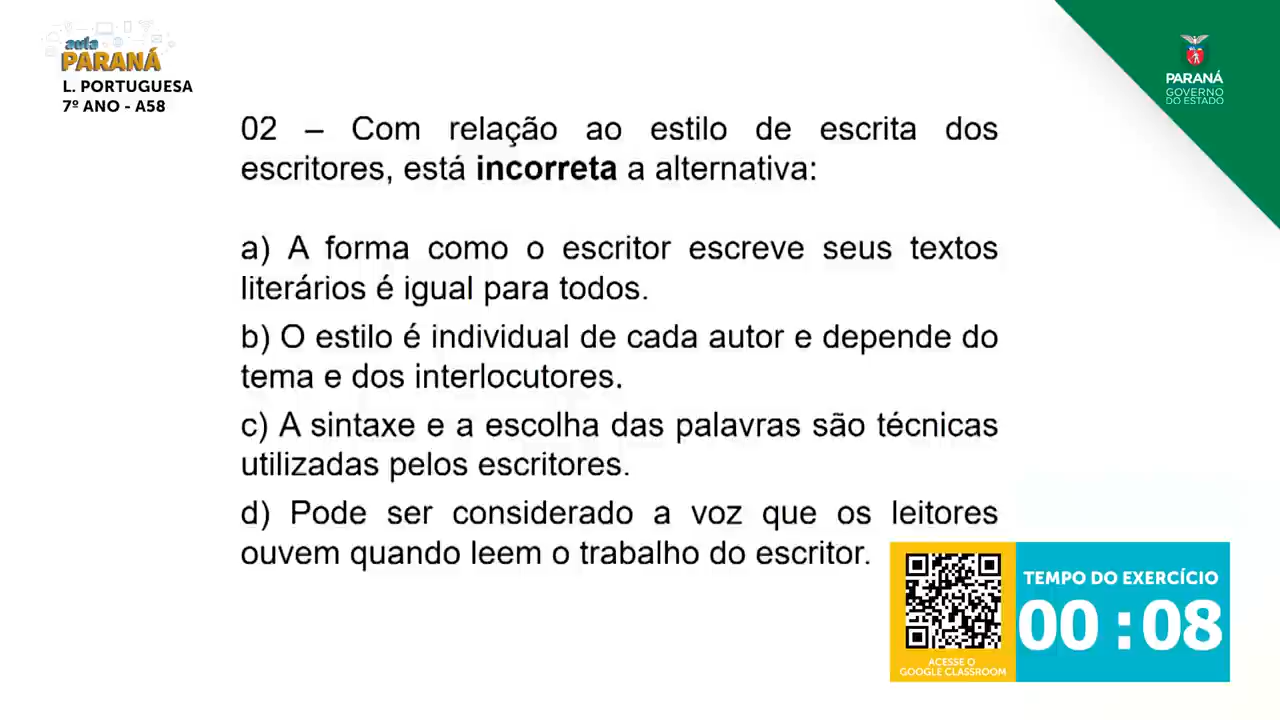 aula
PARANÁ
L. PORTUGUESA
7º ANO - A58
PARANÁ
GOVERNO
DO ESTADO
02 – Com relação ao estilo de escrita dos
escritores, está incorreta a alternativa:
a) A forma como o escritor escreve seus textos
literários é igual para todos.
b) O estilo é individual de cada autor e depende do
tema e dos interlocutores.
c) A sintaxe e a escolha das palavras são técnicas
utilizadas pelos escritores.
d) Pode ser considerado a voz que os leitores
ouvem quando leem o trabalho do escritor.
ACESSE O
GOOGLE CLASSROOM
TEMPO DO EXERCÍCIO
00 : 08